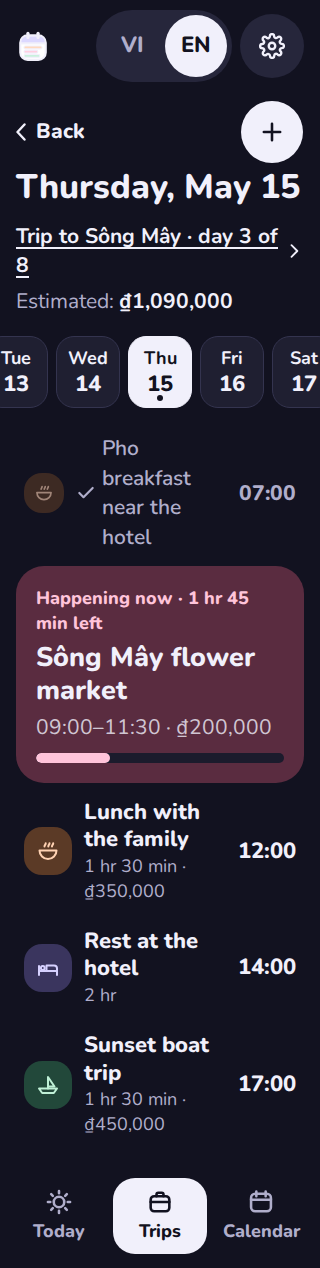 VI EN
Back
Thursday, May 15
Trip to Sông Mây · day 3 of
8
Estimated: ₫1,090,000
Tue Wed Thu Fri Sat
13 14 15 16 17
Pho
breakfast
near the
hotel
07:00
Happening now · 1 hr 45
min left
Sông Mây flower
market
09:00–11:30 · ₫200,000
Lunch with
the family
1 hr 30 min ·
₫350,000
12:00
Rest at the
hotel
2 hr
14:00
Sunset boat
trip
1 hr 30 min ·
₫450,000
17:00
Today Trips Calendar